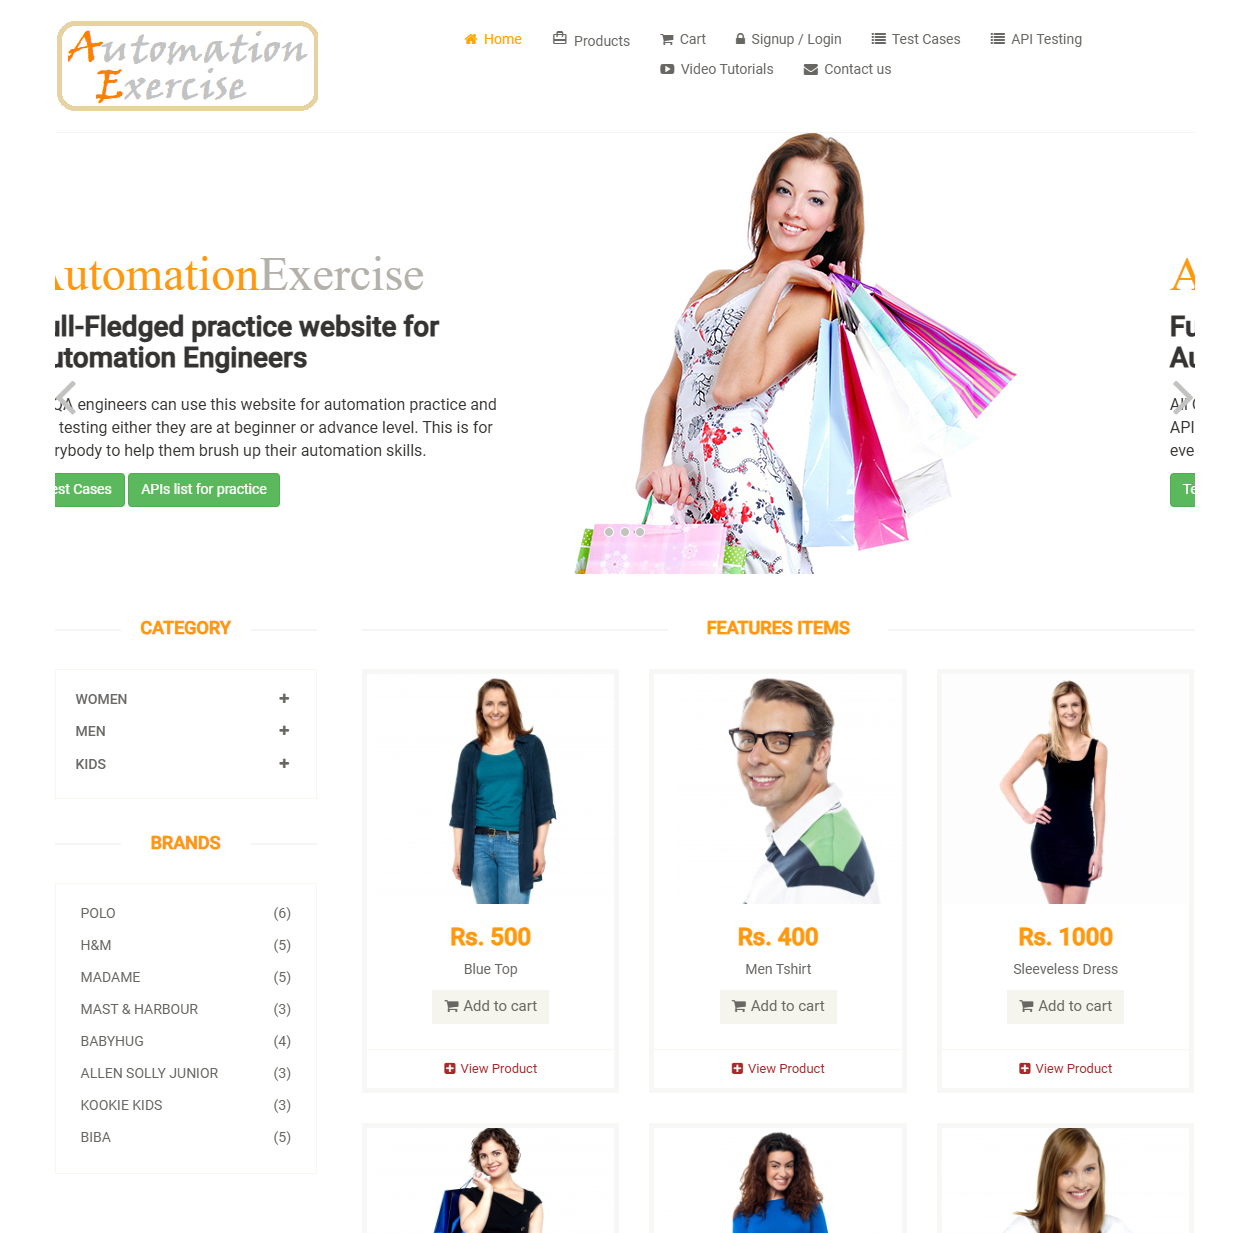 Automation
Exercise
Home
Products
Cart
Signup / Login
Test Cases
API Testing
Video Tutorials
Contact us
AutomationExercise
ull-Fledged practice website for
utomation Engineers
QA engineers can use this website for automation practice and
testing either they are at beginner or advance level. This is for
rybody to help them brush up their automation skills.
est Cases
APIs list for practice
A
Fu
Au
All
API
eve
Te
CATEGORY
WOMEN
MEN
KIDS
BRANDS
POLO (6)
H&M (5)
MADAME (5)
MAST & HARBOUR (3)
BABYHUG (4)
ALLEN SOLLY JUNIOR (3)
KOOKIE KIDS (3)
BIBA (5)
FEATURES ITEMS
Rs. 500
Blue Top
Add to cart
View Product
Rs. 400
Men Tshirt
Add to cart
View Product
Rs. 1000
Sleeveless Dress
Add to cart
View Product